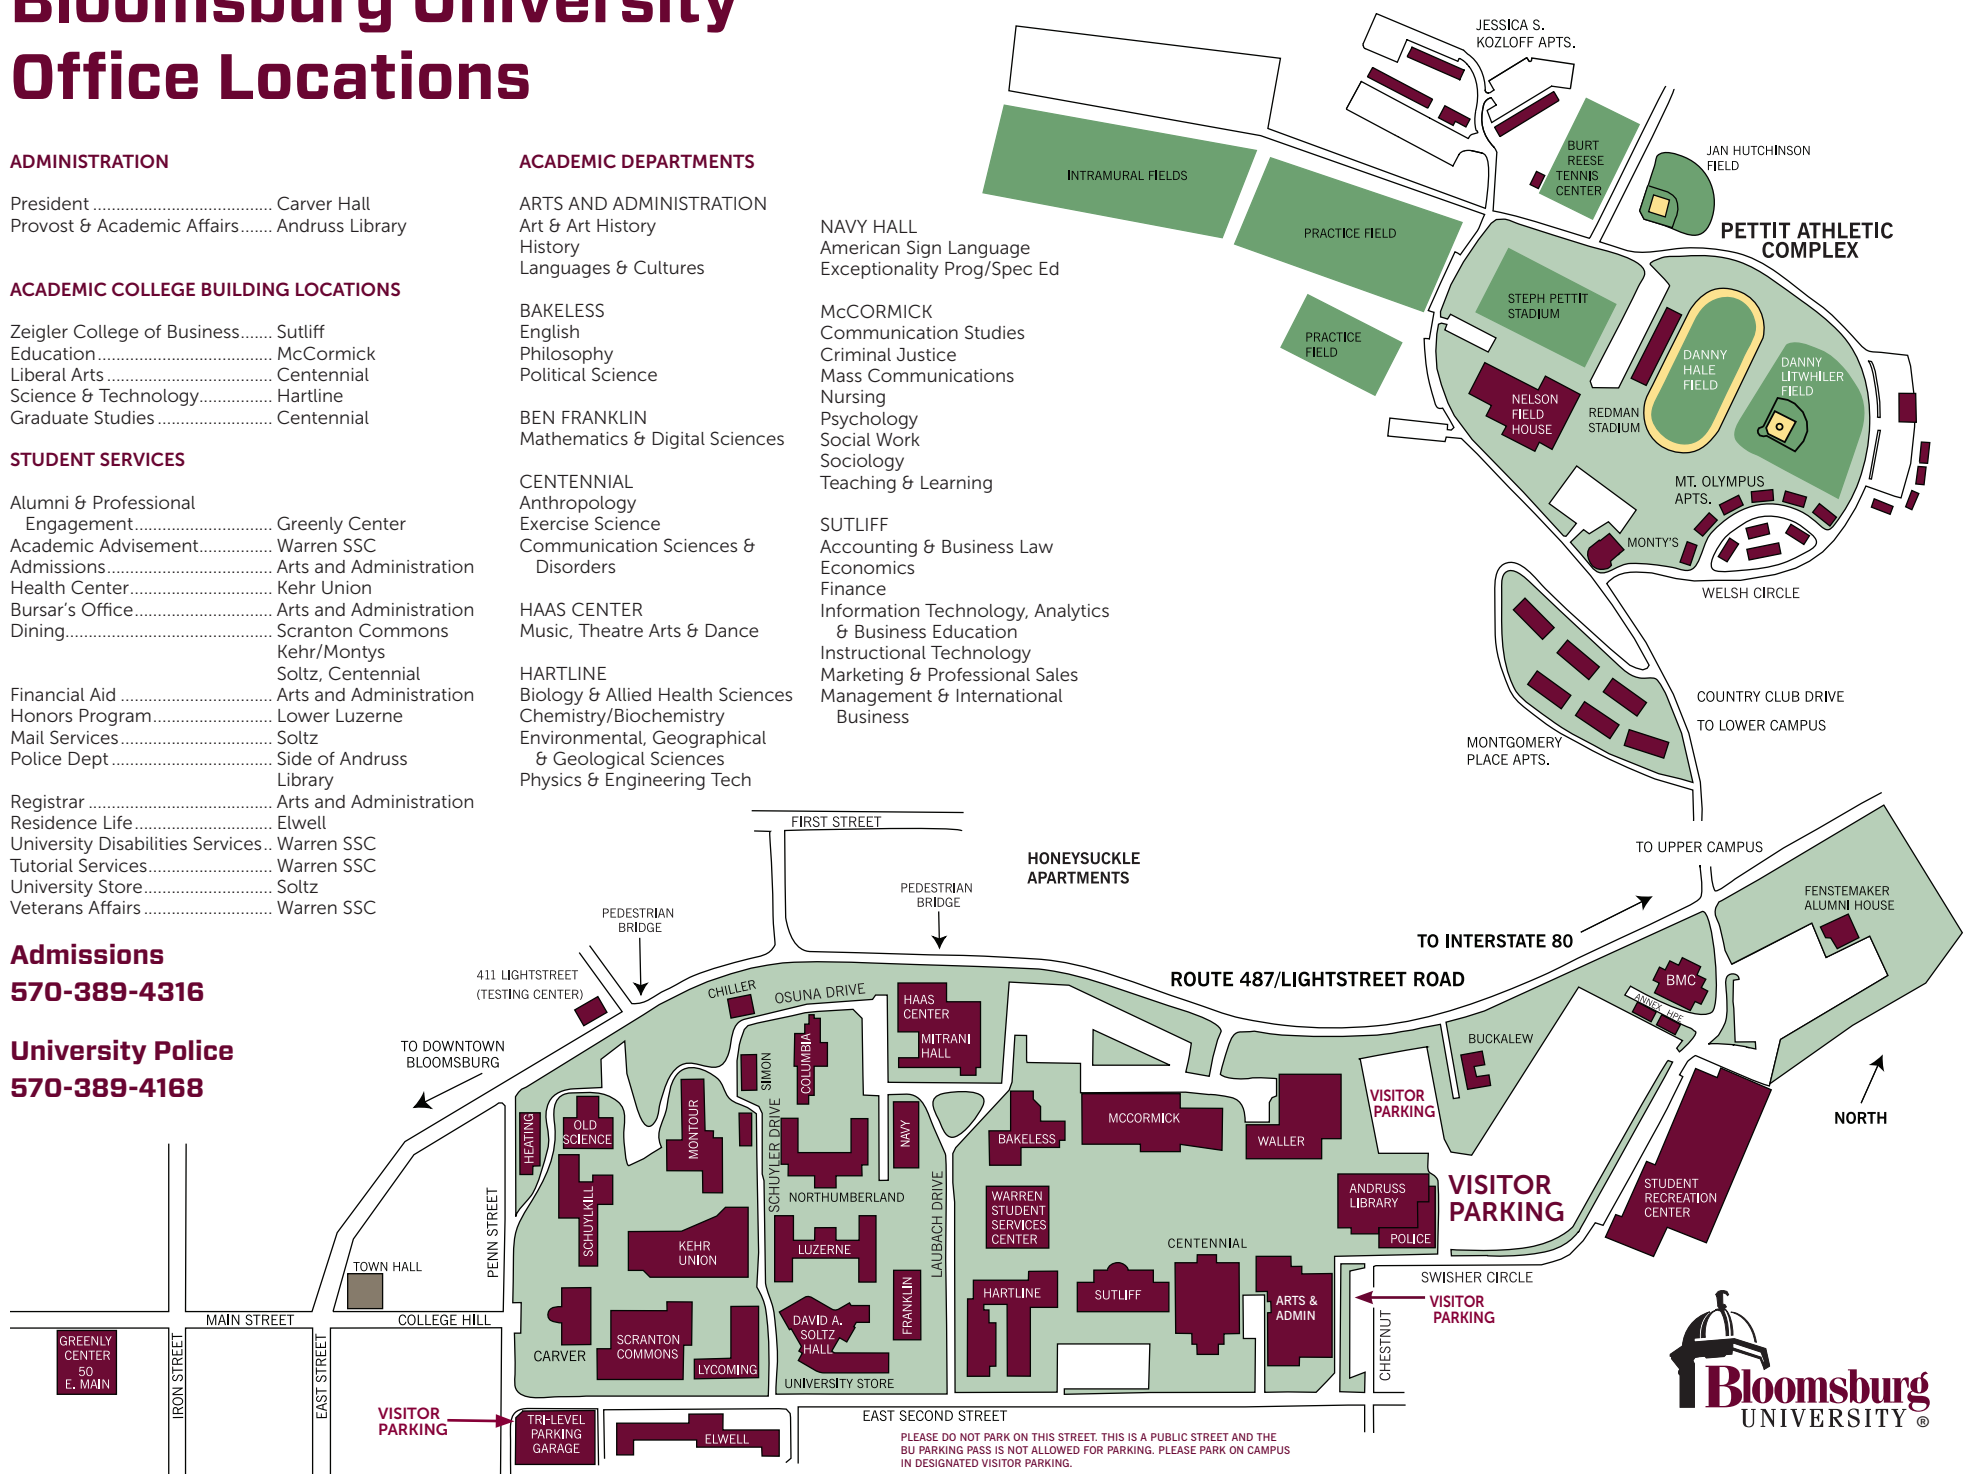 Bloomsburg University
Office Locations
ADMINISTRATION
President Carver Hall
Provost & Academic Affairs Andruss Library
ACADEMIC COLLEGE BUILDING LOCATIONS
Zeigler College of Business Sutliff
Education McCormick
Liberal Arts Centennial
Science & Technology Hartline
Graduate Studies Centennial
STUDENT SERVICES
Alumni & Professional
Engagement Greenly Center
Academic Advisement Warren SSC
Admissions Arts and Administration
Health Center Kehr Union
Bursar's Office Arts and Administration
Dining Scranton Commons
Kehr/Montys
Soltz, Centennial
Financial Aid Arts and Administration
Honors Program Lower Luzerne
Mail Services Soltz
Police Dept Side of Andruss
Library
Registrar Arts and Administration
Residence Life Elwell
University Disabilities Services Warren SSC
Tutorial Services Warren SSC
University Store Soltz
Veterans Affairs Warren SSC
Admissions
570-389-4316
University Police
570-389-4168
ACADEMIC DEPARTMENTS
ARTS AND ADMINISTRATION
Art & Art History
History
Languages & Cultures
BAKELESS
English
Philosophy
Political Science
BEN FRANKLIN
Mathematics & Digital Sciences
CENTENNIAL
Anthropology
Exercise Science
Communication Sciences &
Disorders
HAAS CENTER
Music, Theatre Arts & Dance
HARTLINE
Biology & Allied Health Sciences
Chemistry/Biochemistry
Environmental, Geographical
& Geological Sciences
Physics & Engineering Tech
NAVY HALL
American Sign Language
Exceptionality Prog/Spec Ed
McCORMICK
Communication Studies
Criminal Justice
Mass Communications
Nursing
Psychology
Social Work
Sociology
Teaching & Learning
SUTLIFF
Accounting & Business Law
Economics
Finance
Information Technology, Analytics
& Business Education
Instructional Technology
Marketing & Professional Sales
Management & International
Business
JESSICA S.
KOZLOFF APTS.
BURT
REESE
TENNIS
CENTER
JAN HUTCHINSON
FIELD
INTRAMURAL FIELDS
PRACTICE FIELD
PETTIT ATHLETIC
COMPLEX
STEPH PETTIT
STADIUM
PRACTICE
FIELD
DANNY
HALE
FIELD
DANNY
LITWHILER
FIELD
NELSON
FIELD
HOUSE
REDMAN
STADIUM
MT. OLYMPUS
APTS.
MONTY'S
WELSH CIRCLE
COUNTRY CLUB DRIVE
TO LOWER CAMPUS
MONTGOMERY
PLACE APTS.
TO UPPER CAMPUS
FIRST STREET
HONEYSUCKLE
APARTMENTS
PEDESTRIAN
BRIDGE
PEDESTRIAN
BRIDGE
FENSTEMAKER
ALUMNI HOUSE
TO INTERSTATE 80
ROUTE 487/LIGHTSTREET ROAD
411 LIGHTSTREET
(TESTING CENTER)
CHILLER
OSUNA DRIVE
HAAS
CENTER
MITRANI
HALL
BMC
ANNEX
HPE
BUCKALEW
TO DOWNTOWN
BLOOMSBURG
COLUMBIA
SIMON
VISITOR
PARKING
NORTH
HEATING
OLD
SCIENCE
MONTOUR
SCHUYLER DRIVE
NAVY
BAKELESS
MCCORMICK
WALLER
NORTHUMBERLAND
LAUBACH DRIVE
WARREN
STUDENT
SERVICES
CENTER
ANDRUSS
LIBRARY
POLICE
VISITOR
PARKING
STUDENT
RECREATION
CENTER
PENN STREET
SCHUYLKILL
KEHR
UNION
LUZERNE
CENTENNIAL
TOWN HALL
SWISHER CIRCLE
FRANKLIN
HARTLINE
SUTLIFF
ARTS &
ADMIN
VISITOR
PARKING
MAIN STREET
COLLEGE HILL
GREENLY
CENTER
50
E. MAIN
IRON STREET
EAST STREET
CARVER
SCRANTON
COMMONS
LYCOMING
DAVID A.
SOLTZ
HALL
UNIVERSITY STORE
CHESTNUT
VISITOR
PARKING
TRI-LEVEL
PARKING
GARAGE
ELWELL
EAST SECOND STREET
PLEASE DO NOT PARK ON THIS STREET. THIS IS A PUBLIC STREET AND THE
BU PARKING PASS IS NOT ALLOWED FOR PARKING. PLEASE PARK ON CAMPUS
IN DESIGNATED VISITOR PARKING.
Bloomsburg
UNIVERSITY ®